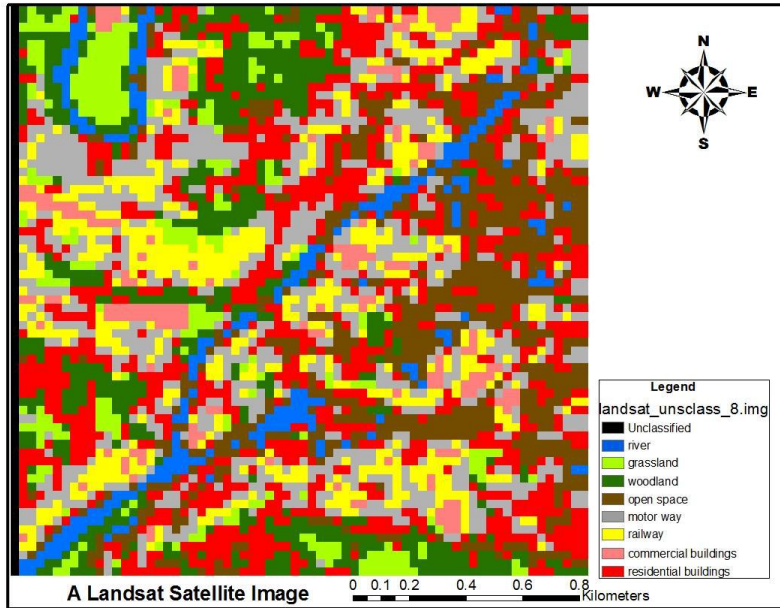 N
W E
S
Legend
landsat_unsclass_8.img
Unclassified
river
grassland
woodland
open space
motor way
railway
commercial buildings
residential buildings
A Landsat Satellite Image
0 0.1 0.2 0.4 0.6 0.8
Kilometers